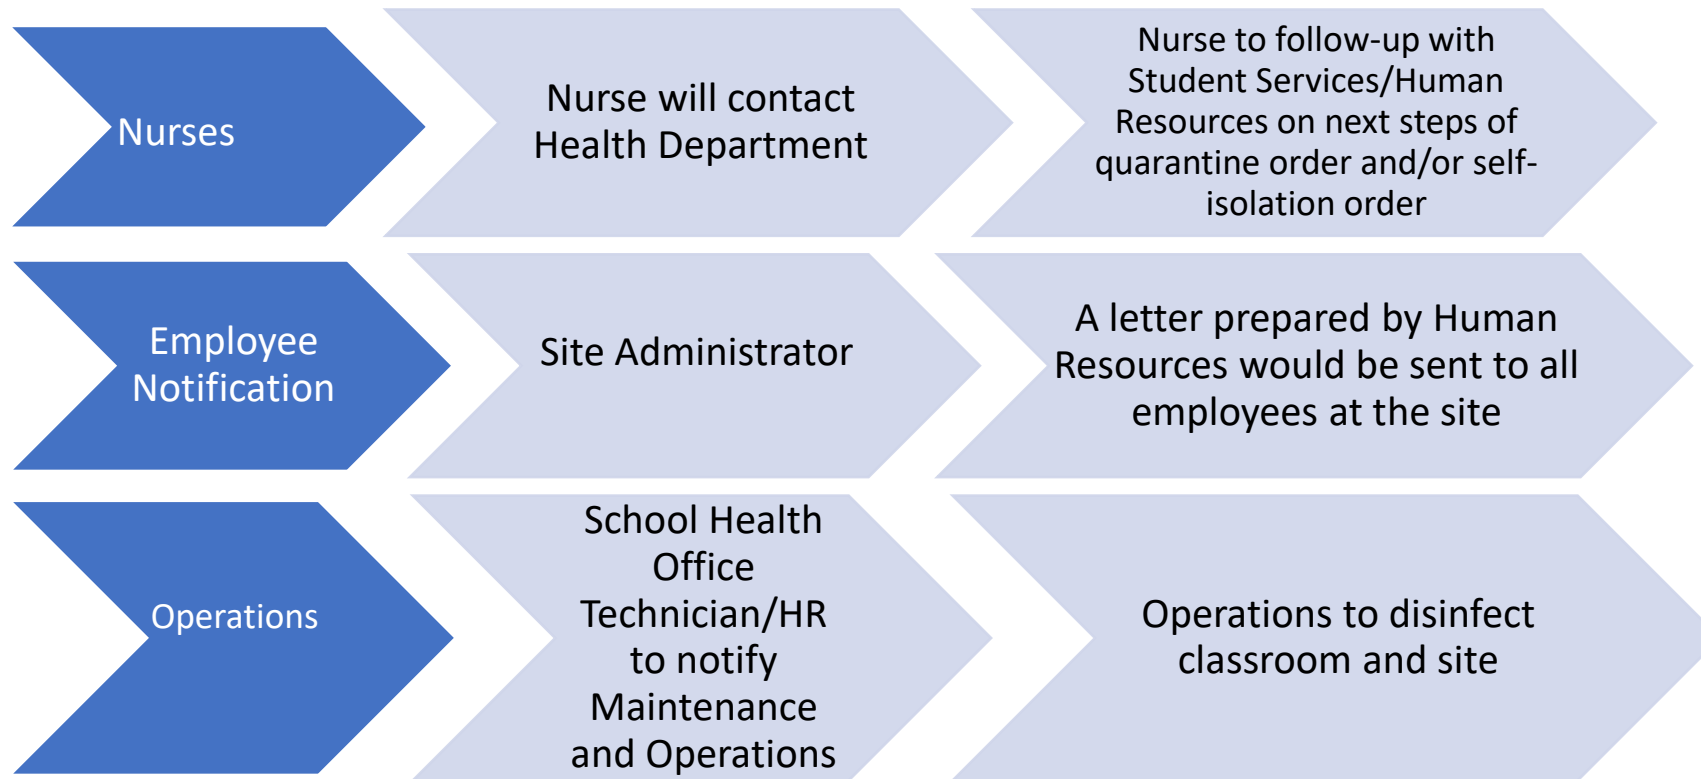 Nurses
Nurse will contact
Health Department
Nurse to follow-up with
Student Services/Human
Resources on next steps of
quarantine order and/or self-
isolation order
Employee
Notification
Site Administrator
A letter prepared by Human
Resources would be sent to all
employees at the site
Operations
School Health
Office
Technician/HR
to notify
Maintenance
and Operations
Operations to disinfect
classroom and site